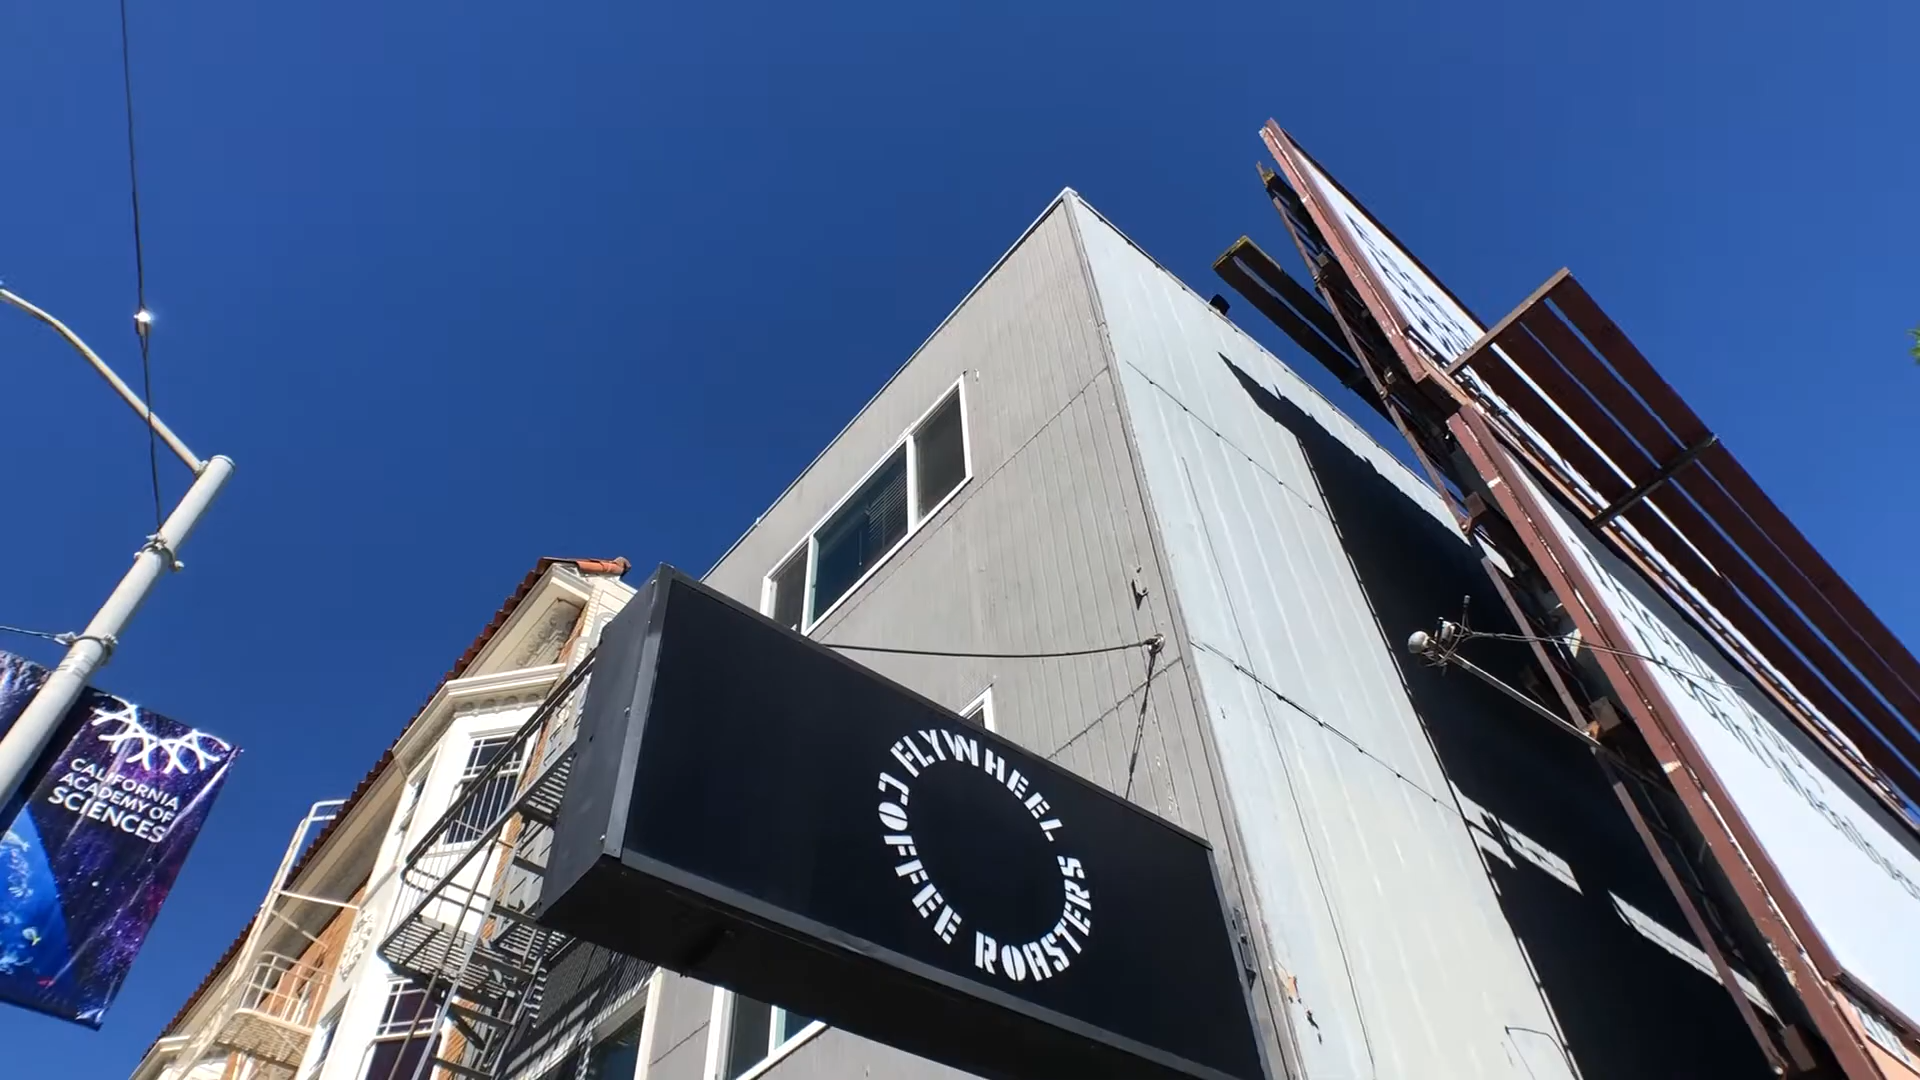 CALIFORNIA
ACADEMY OF
SCIENCES
FLYWHEEL
COFFEE ROASTERS